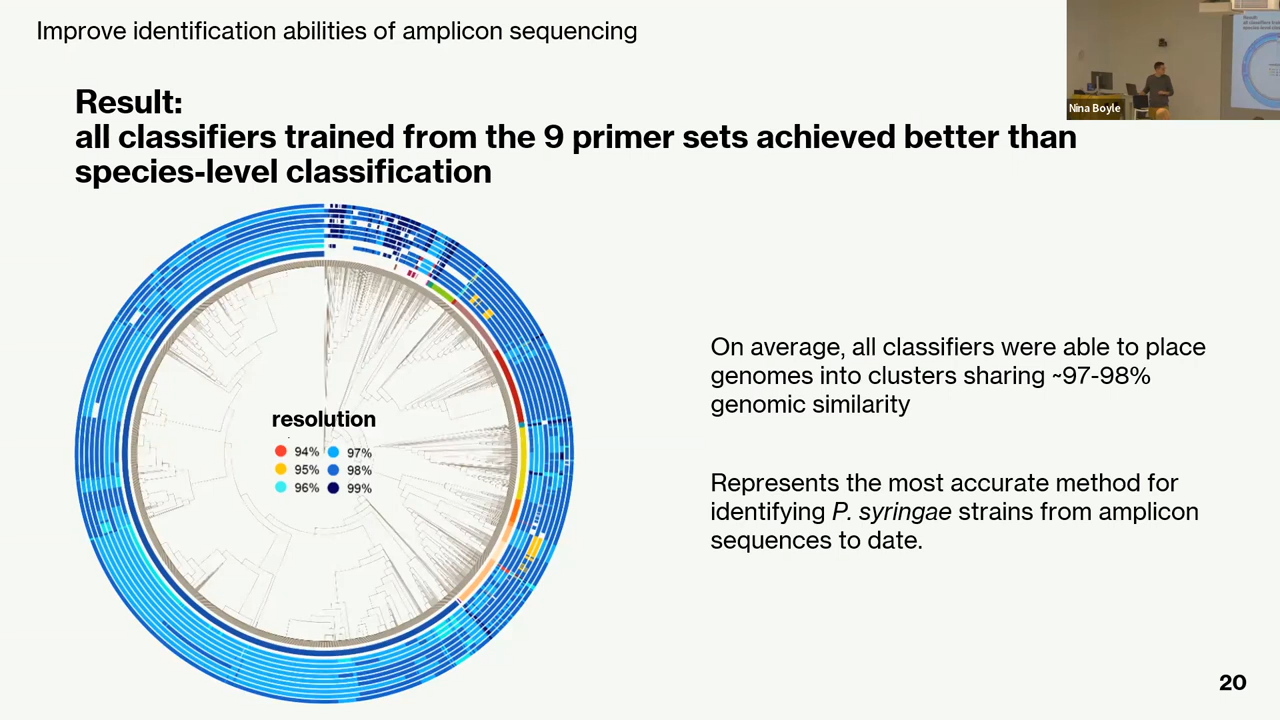 Improve identification abilities of amplicon sequencing
Nina Boyle
Result:
all classifiers trained from the 9 primer sets achieved better than
species-level classification
resolution
94% 97%
95% 98%
96% 99%
On average, all classifiers were able to place
genomes into clusters sharing ~97-98%
genomic similarity
Represents the most accurate method for
identifying P. syringae strains from amplicon
sequences to date.
20